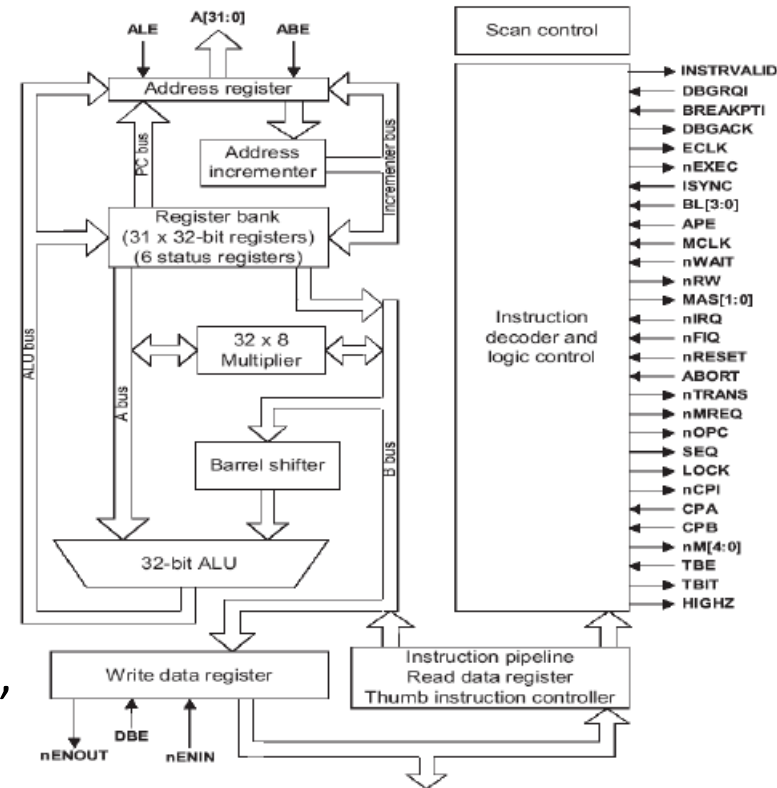 A[31:0]
ALE
ABE
Scan control
Address register
PC bus
Address
incrementer
Incrementer bus
Register bank
(31 x 32-bit registers)
(6 status registers)
ALU bus
A bus
32 x 8
Multiplier
B bus
Barrel shifter
32-bit ALU
Write data register
,
nENOUT
DBE
nENIN
Instruction
decoder and
logic control
INSTRVALID
DBGRQI
BREAKPTI
DBGACK
ECLK
nEXEC
ISYNC
BL[3:0]
APE
MCLK
nWAIT
nRW
MAS[1:0]
nIRQ
nFIQ
nRESET
ABORT
nTRANS
nMREQ
nOPC
SEQ
LOCK
nCPI
CPA
CPB
nM[4:0]
TBE
TBIT
HIGHZ
Instruction pipeline
Read data register
Thumb instruction controller